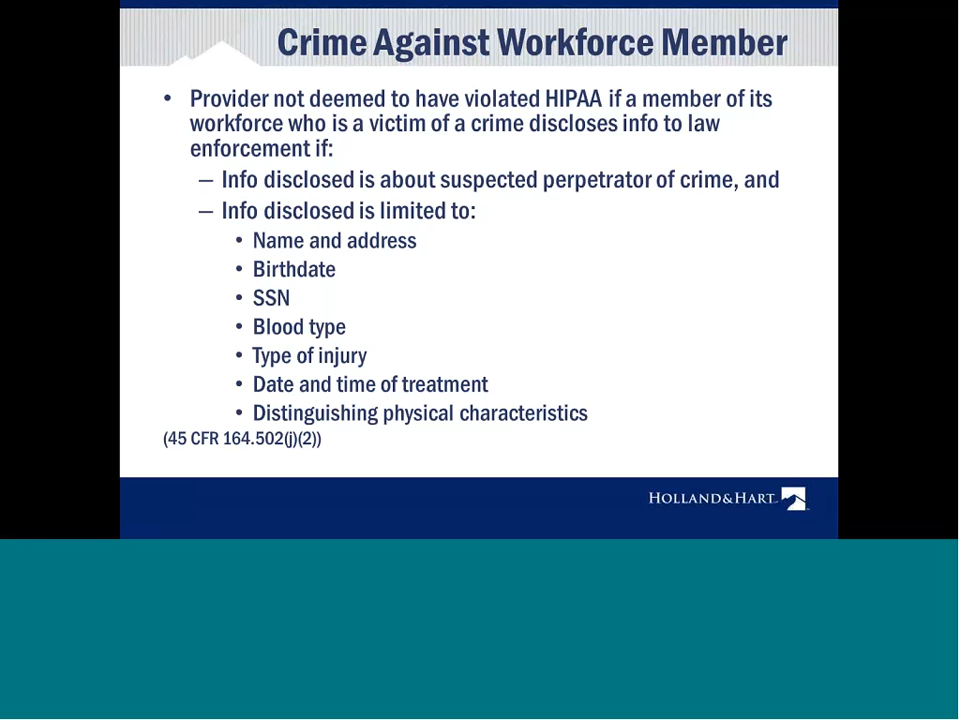 Crime Against Workforce Member
• Provider not deemed to have violated HIPAA if a member of its
workforce who is a victim of a crime discloses info to law
enforcement if:
– Info disclosed is about suspected perpetrator of crime, and
– Info disclosed is limited to:
• Name and address
• Birthdate
• SSN
• Blood type
• Type of injury
• Date and time of treatment
• Distinguishing physical characteristics
(45 CFR 164.502(j)(2))
HOLLAND&HART